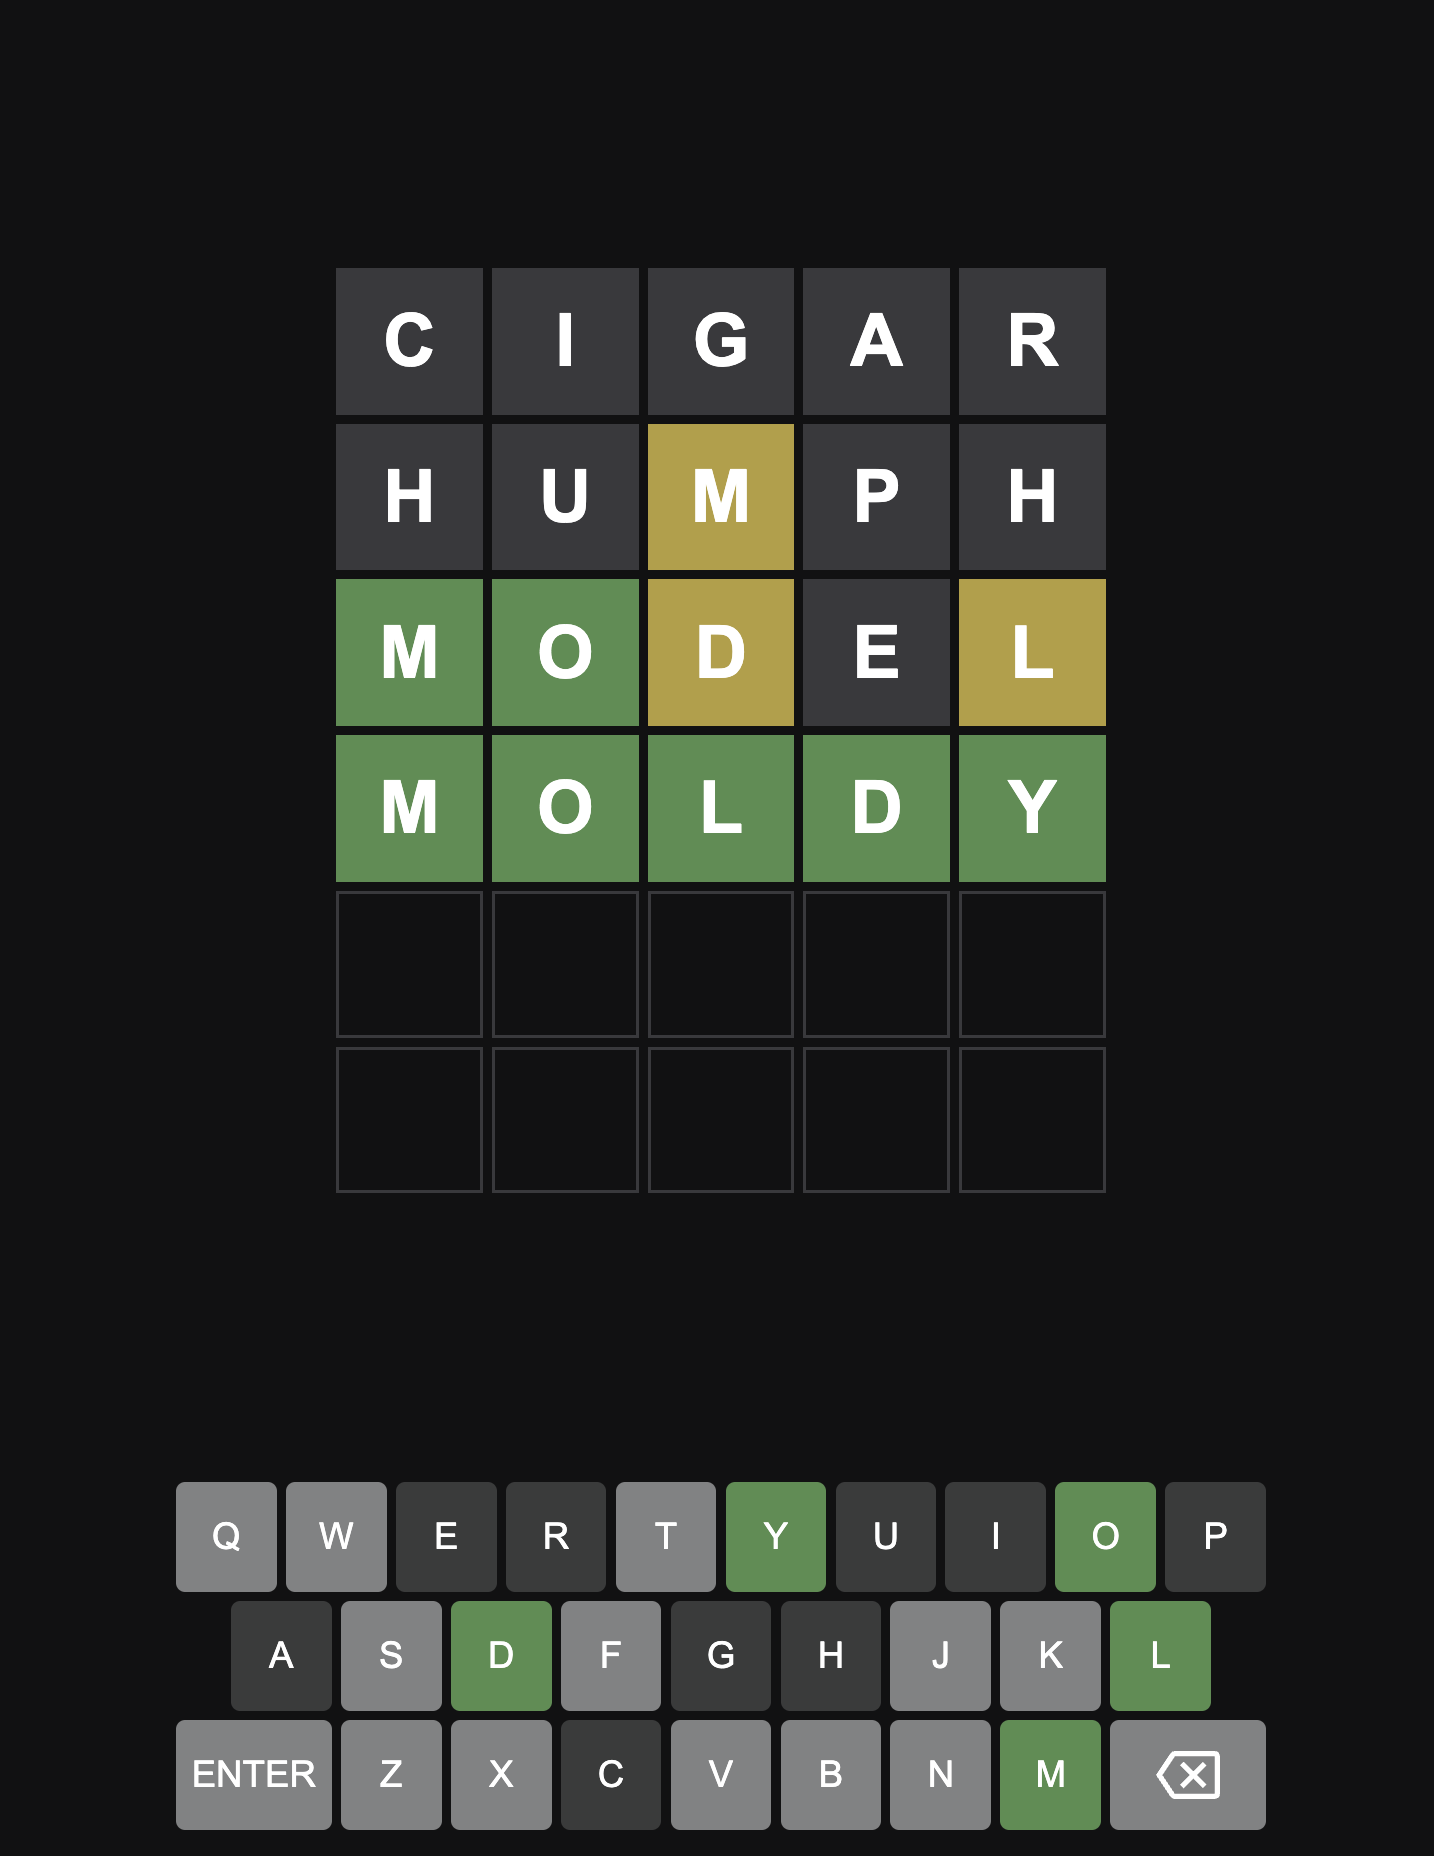 C I G A R
H U M P H
M O D E L
M O L D Y
Q W E R T Y U I O P
A S D F G H J K L
ENTER Z X C V B N M